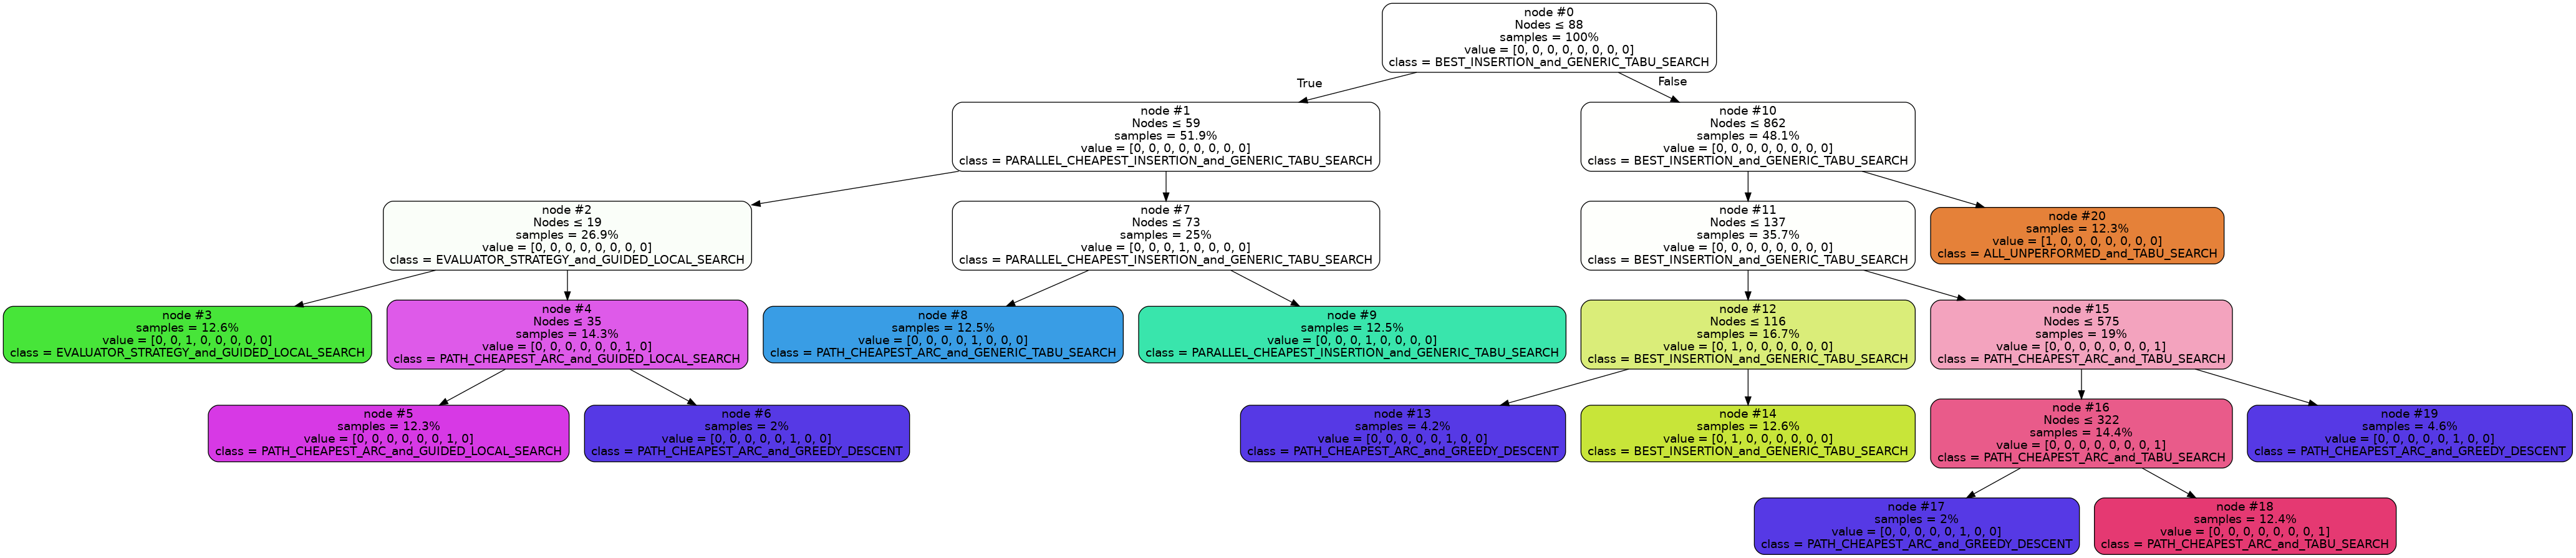 node #0
Nodes ≤ 88
samples = 100%
value = [0, 0, 0, 0, 0, 0, 0, 0]
class = BEST_INSERTION_and_GENERIC_TABU_SEARCH
True
False
node #1
Nodes ≤ 59
samples = 51.9%
value = [0, 0, 0, 0, 0, 0, 0, 0]
class = PARALLEL_CHEAPEST_INSERTION_and_GENERIC_TABU_SEARCH
node #10
Nodes ≤ 862
samples = 48.1%
value = [0, 0, 0, 0, 0, 0, 0, 0]
class = BEST_INSERTION_and_GENERIC_TABU_SEARCH
node #2
Nodes ≤ 19
samples = 26.9%
value = [0, 0, 0, 0, 0, 0, 0, 0]
class = EVALUATOR_STRATEGY_and_GUIDED_LOCAL_SEARCH
node #7
Nodes ≤ 73
samples = 25%
value = [0, 0, 0, 1, 0, 0, 0, 0]
class = PARALLEL_CHEAPEST_INSERTION_and_GENERIC_TABU_SEARCH
node #11
Nodes ≤ 137
samples = 35.7%
value = [0, 0, 0, 0, 0, 0, 0, 0]
class = BEST_INSERTION_and_GENERIC_TABU_SEARCH
node #20
samples = 12.3%
value = [1, 0, 0, 0, 0, 0, 0, 0]
class = ALL_UNPERFORMED_and_TABU_SEARCH
node #3
samples = 12.6%
value = [0, 0, 1, 0, 0, 0, 0, 0]
class = EVALUATOR_STRATEGY_and_GUIDED_LOCAL_SEARCH
node #4
Nodes ≤ 35
samples = 14.3%
value = [0, 0, 0, 0, 0, 0, 1, 0]
class = PATH_CHEAPEST_ARC_and_GUIDED_LOCAL_SEARCH
node #8
samples = 12.5%
value = [0, 0, 0, 0, 1, 0, 0, 0]
class = PATH_CHEAPEST_ARC_and_GENERIC_TABU_SEARCH
node #9
samples = 12.5%
value = [0, 0, 0, 1, 0, 0, 0, 0]
class = PARALLEL_CHEAPEST_INSERTION_and_GENERIC_TABU_SEARCH
node #12
Nodes ≤ 116
samples = 16.7%
value = [0, 1, 0, 0, 0, 0, 0, 0]
class = BEST_INSERTION_and_GENERIC_TABU_SEARCH
node #15
Nodes ≤ 575
samples = 19%
value = [0, 0, 0, 0, 0, 0, 0, 1]
class = PATH_CHEAPEST_ARC_and_TABU_SEARCH
node #5
samples = 12.3%
value = [0, 0, 0, 0, 0, 0, 1, 0]
class = PATH_CHEAPEST_ARC_and_GUIDED_LOCAL_SEARCH
node #6
samples = 2%
value = [0, 0, 0, 0, 0, 1, 0, 0]
class = PATH_CHEAPEST_ARC_and_GREEDY_DESCENT
node #13
samples = 4.2%
value = [0, 0, 0, 0, 0, 1, 0, 0]
class = PATH_CHEAPEST_ARC_and_GREEDY_DESCENT
node #14
samples = 12.6%
value = [0, 1, 0, 0, 0, 0, 0, 0]
class = BEST_INSERTION_and_GENERIC_TABU_SEARCH
node #16
Nodes ≤ 322
samples = 14.4%
value = [0, 0, 0, 0, 0, 0, 0, 1]
class = PATH_CHEAPEST_ARC_and_TABU_SEARCH
node #19
samples = 4.6%
value = [0, 0, 0, 0, 0, 1, 0, 0]
class = PATH_CHEAPEST_ARC_and_GREEDY_DESCENT
node #17
samples = 2%
value = [0, 0, 0, 0, 0, 1, 0, 0]
class = PATH_CHEAPEST_ARC_and_GREEDY_DESCENT
node #18
samples = 12.4%
value = [0, 0, 0, 0, 0, 0, 0, 1]
class = PATH_CHEAPEST_ARC_and_TABU_SEARCH